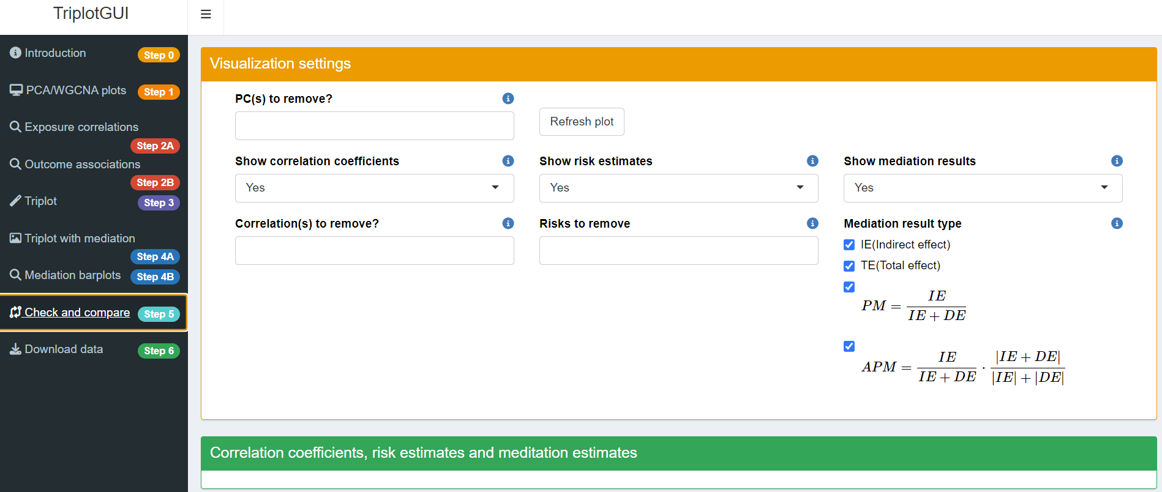 TriplotGUI
Introduction
Step 0
PCA/WGCNA plots
Step 1
Exposure correlations
Step 2A
Outcome associations
Step 2B
Triplot
Step 3
Triplot with mediation
Step 4A
Mediation barplots
Step 4B
Check and compare
Step 5
Download data
Step 6
Visualization settings
PC(s) to remove?
Refresh plot
Show correlation coefficients
Show risk estimates
Show mediation results
Yes
Yes
Yes
Correlation(s) to remove?
Risks to remove
Mediation result type
IE(Indirect effect)
TE(Total effect)
PM = IE / IE + DE
APM = IE / IE + DE · |IE + DE| / |IE| + |DE|
Correlation coefficients, risk estimates and meditation estimates